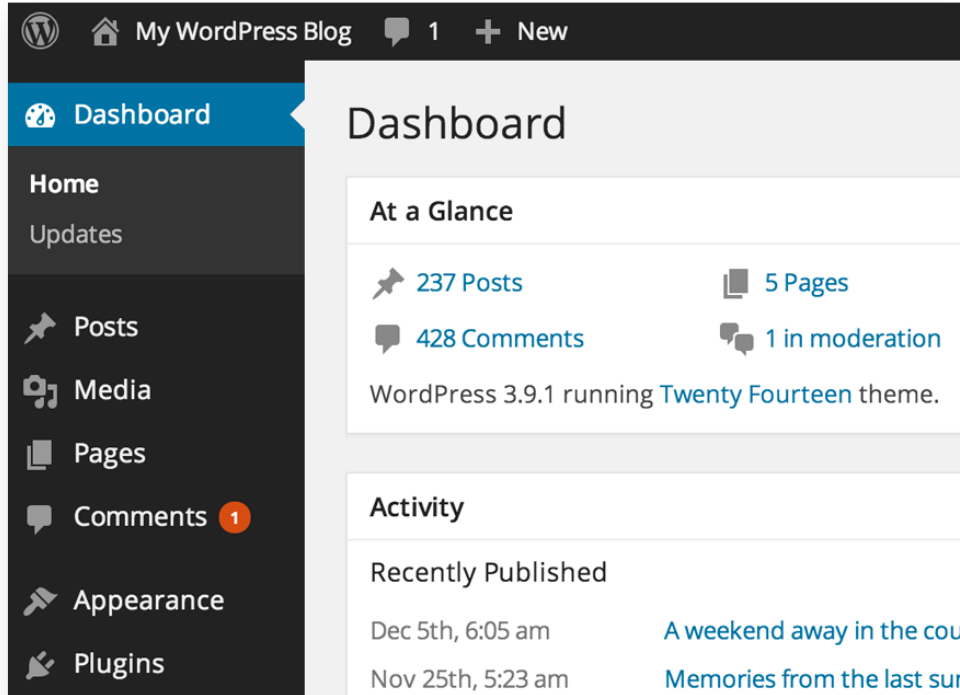 My WordPress Blog 1 New
Dashboard
Home
Updates
Posts
Media
Pages
Comments 1
Appearance
Plugins
Dashboard
At a Glance
237 Posts 5 Pages
428 Comments 1 in moderation
WordPress 3.9.1 running Twenty Fourteen theme.
Activity
Recently Published
Dec 5th, 6:05 am A weekend away in the
Nov 25th, 5:23 am Memories from the last